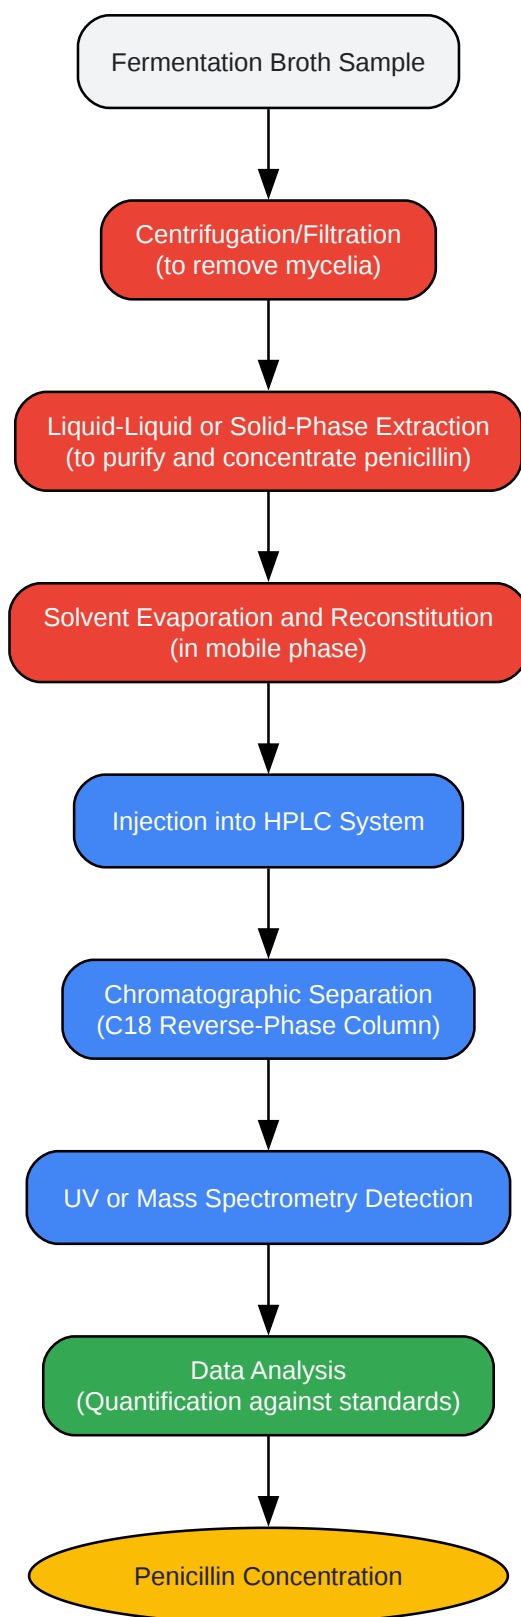 Fermentation Broth Sample
Centrifugation/Filtration
(to remove mycelia)
Liquid-Liquid or Solid-Phase Extraction
(to purify and concentrate penicillin)
Solvent Evaporation and Reconstitution
(in mobile phase)
Injection into HPLC System
Chromatographic Separation
(C18 Reverse-Phase Column)
UV or Mass Spectrometry Detection
Data Analysis
(Quantification against standards)
Penicillin Concentration